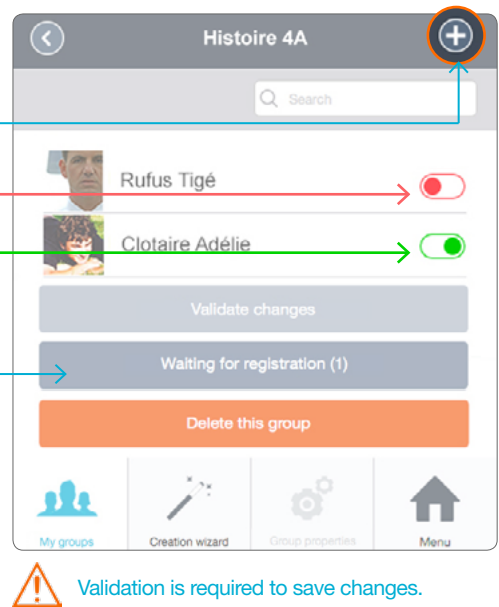 Histoire 4A
Search
Rufus Tigé
Clotaire Adélie
Validate changes
Waiting for registration (1)
Delete this group
My groups
Creation wizard
Group properties
Menu
Validation is required to save changes.